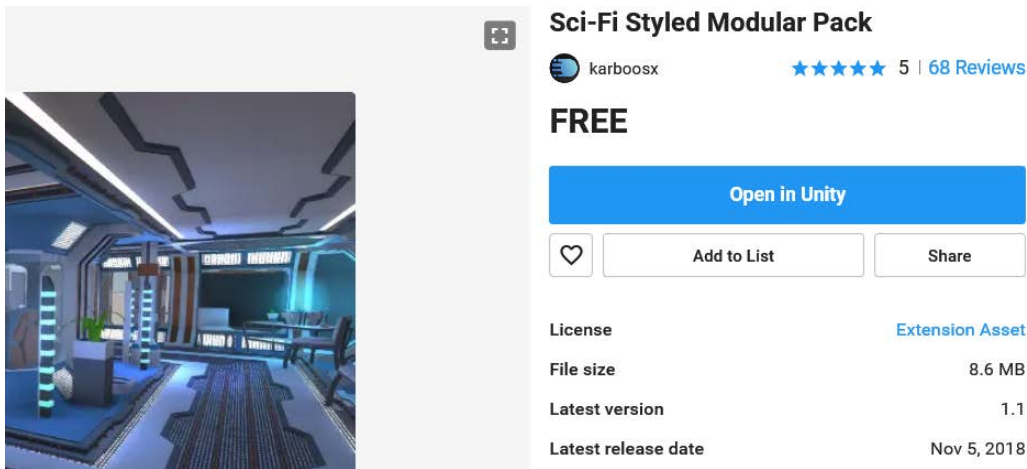 Sci-Fi Styled Modular Pack
karboosx
5 | 68 Reviews
FREE
Open in Unity
Add to List
Share
License Extension Asset
File size 8.6 MB
Latest version 1.1
Latest release date Nov 5, 2018